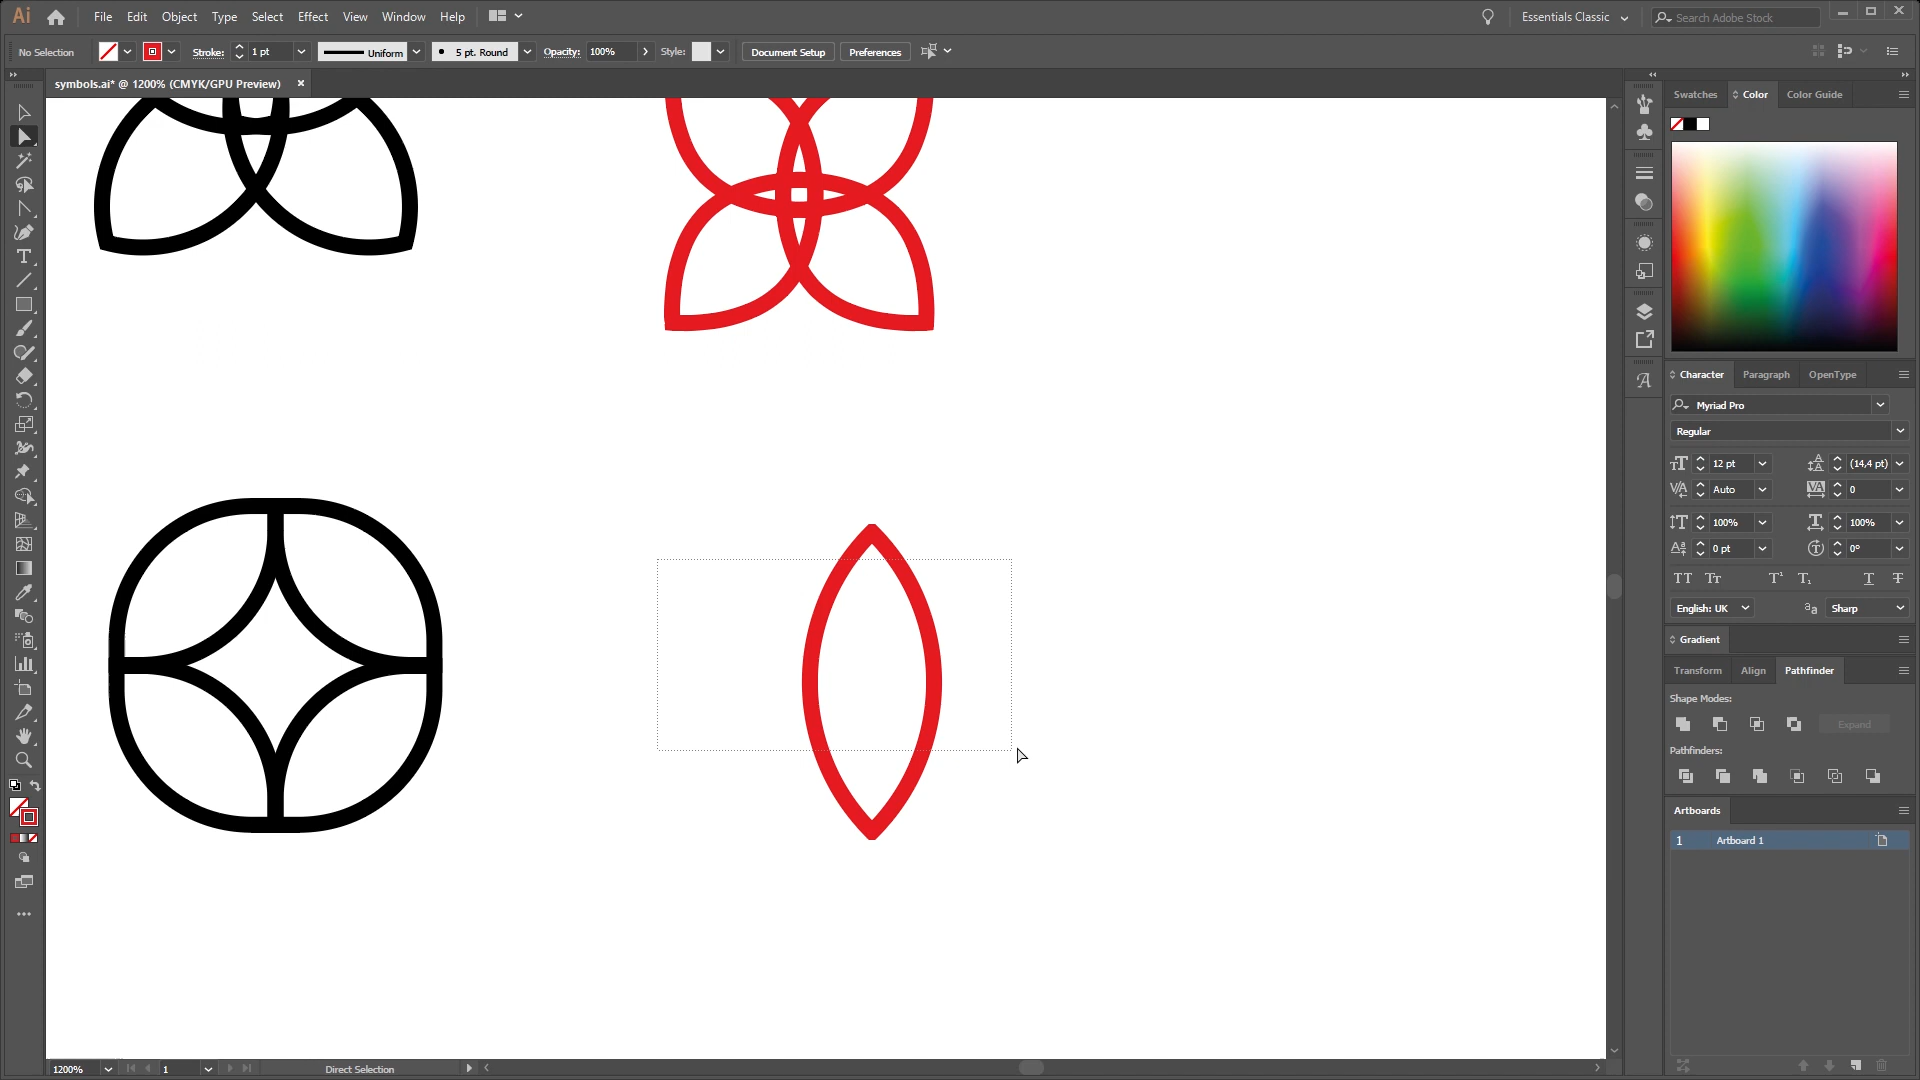 Ai File Edit Object Type Select Effect View Window Help Essentials Classic Search Adobe Stock
No Selection Stroke: 1 pt Uniform 5 pt. Round Opacity: 100% Style: Document Setup Preferences
symbols.ai* @ 1200% (CMYK/GPU Preview) ×
Swatches Color Color Guide
Character Paragraph OpenType
Myriad Pro
Regular
12 pt (14,4 pt)
Auto 0
100% 100%
0 pt 0°
English: UK Sharp
Gradient
Transform Align Pathfinder
Shape Modes:
Expand
Pathfinders:
Artboards
1 Artboard 1
1200% 1 Direct Selection